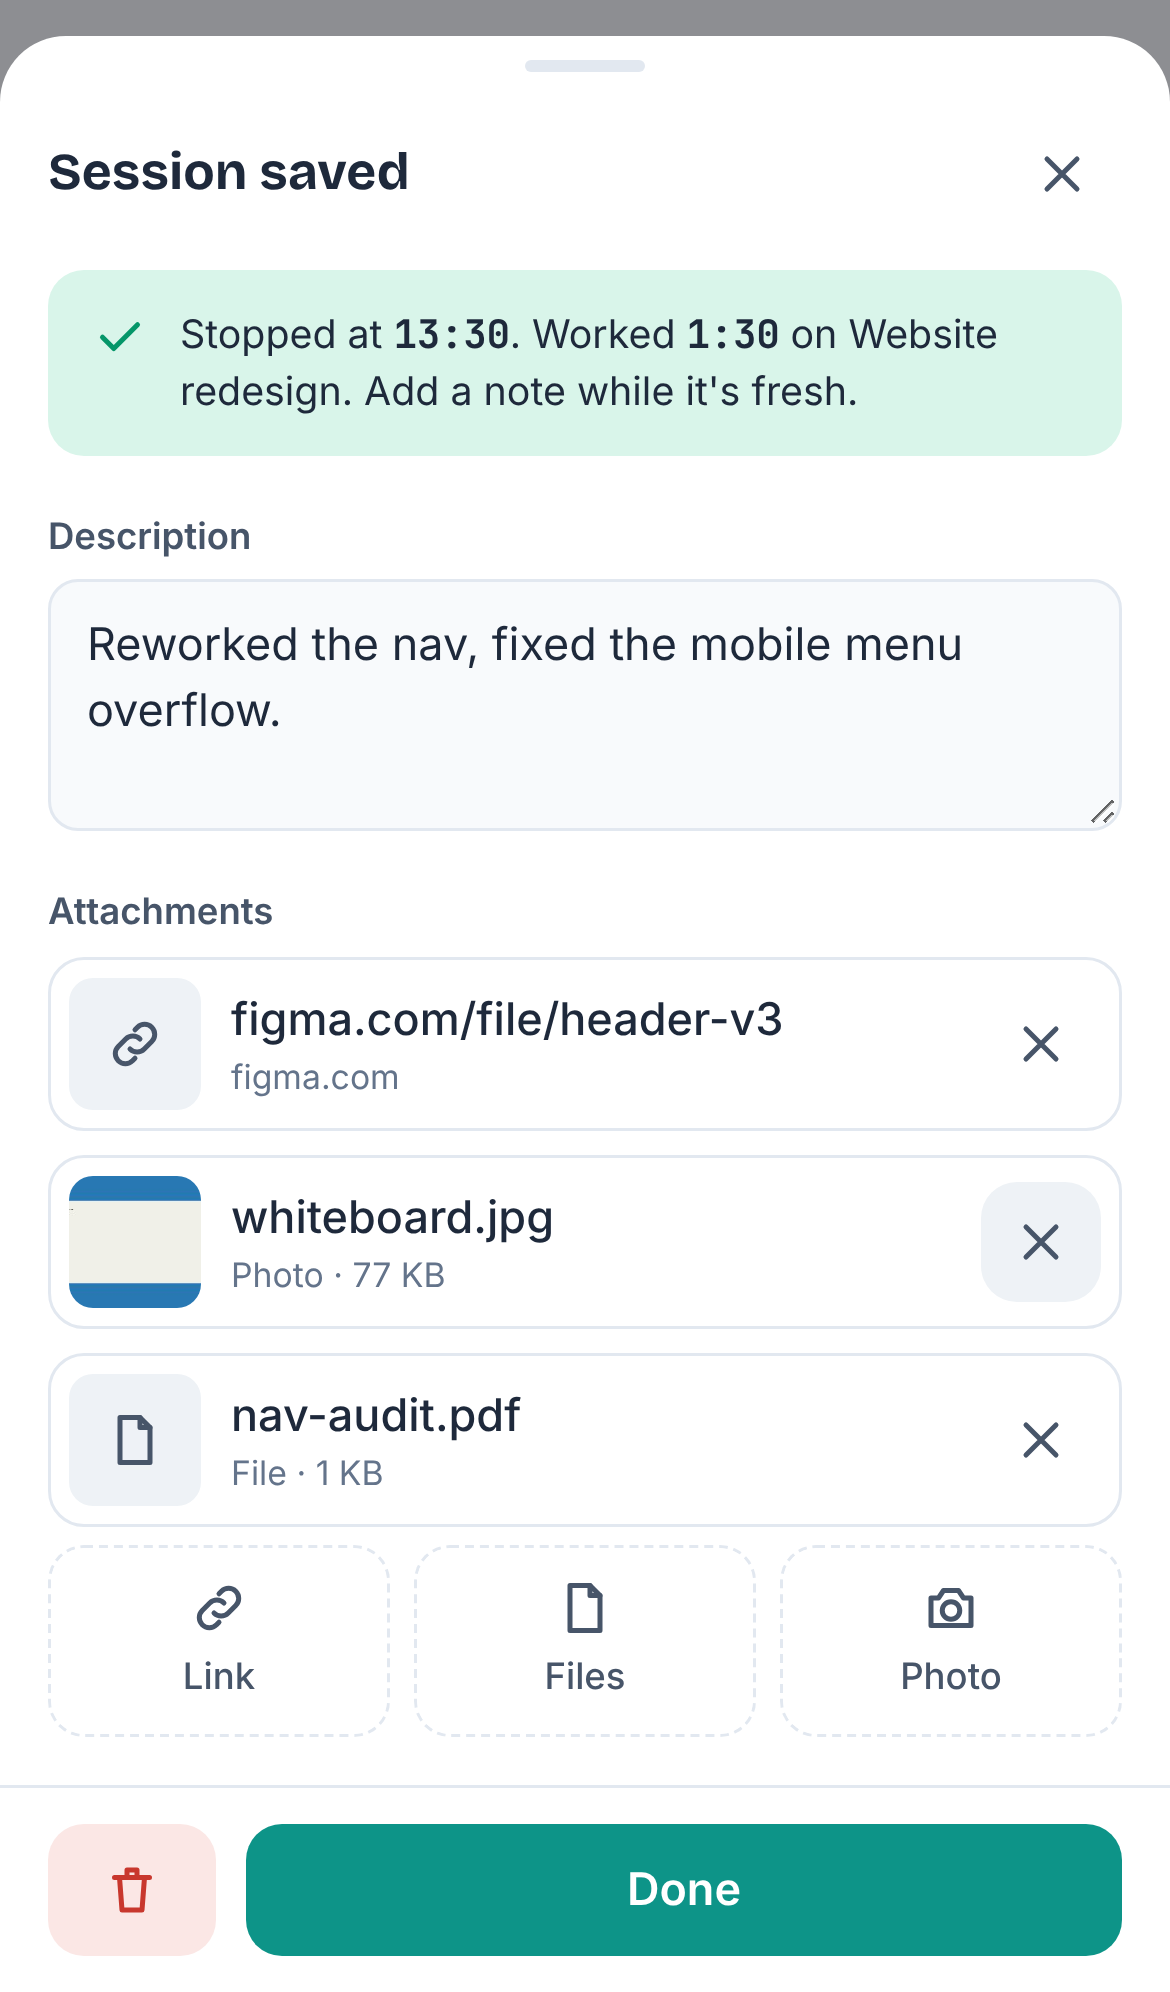 Session saved
Stopped at 13:30. Worked 1:30 on Website
redesign. Add a note while it's fresh.
Description
Reworked the nav, fixed the mobile menu
overflow.
Attachments
figma.com/file/header-v3
figma.com
whiteboard.jpg
Photo · 77 KB
nav-audit.pdf
File · 1 KB
Link
Files
Photo
Done